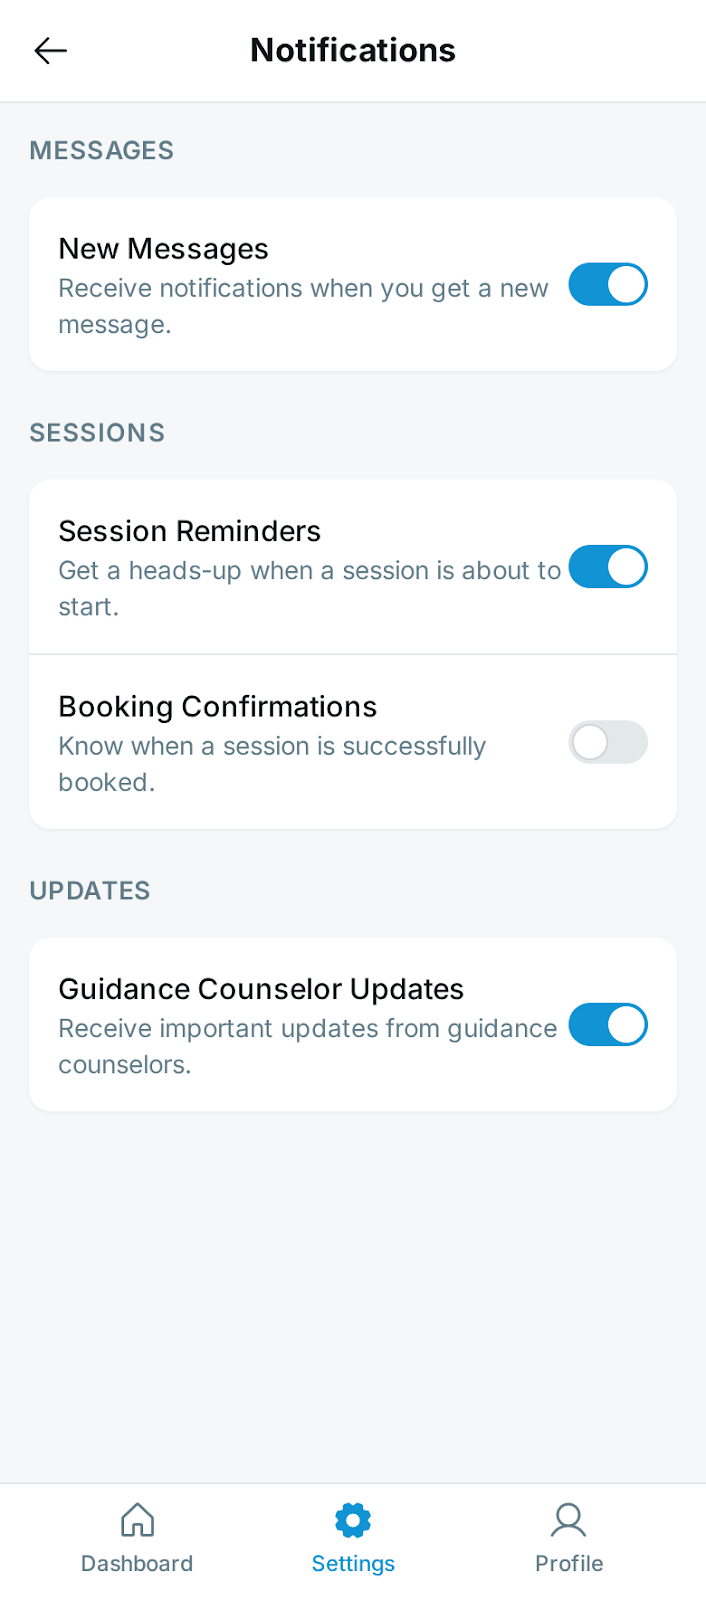 Notifications
MESSAGES
New Messages
Receive notifications when you get a new
message.
SESSIONS
Session Reminders
Get a heads-up when a session is about to
start.
Booking Confirmations
Know when a session is successfully
booked.
UPDATES
Guidance Counselor Updates
Receive important updates from guidance
counselors.
Dashboard
Settings
Profile